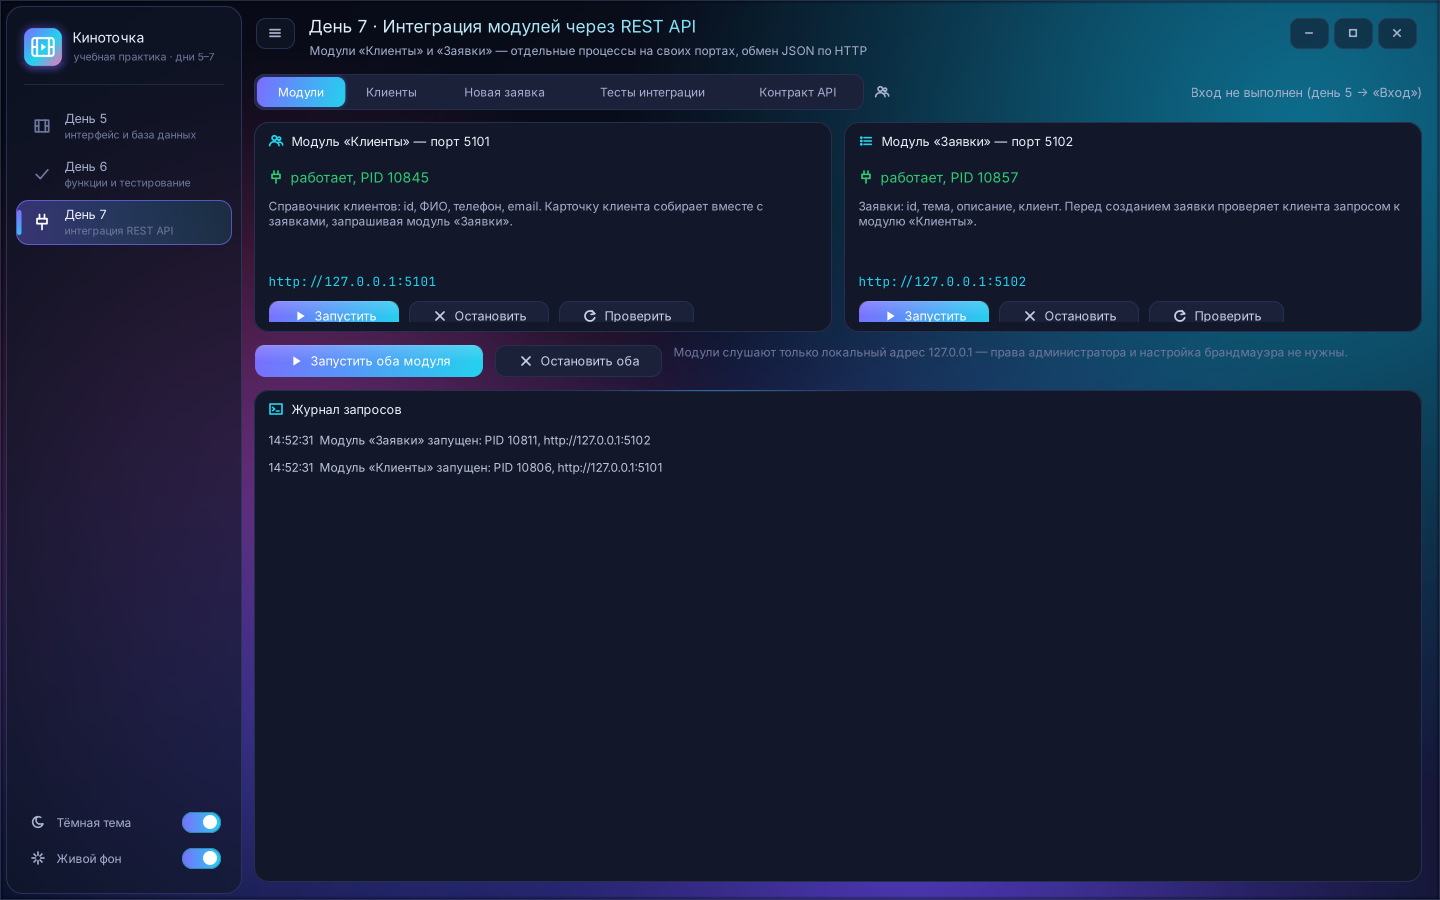 Киноточка
учебная практика · дни 5–7
День 5
интерфейс и база данных
День 6
функции и тестирование
День 7
интеграция REST API
Тёмная тема
Живой фон
День 7 · Интеграция модулей через REST API
Модули «Клиенты» и «Заявки» — отдельные процессы на своих портах, обмен JSON по HTTP
Модули
Клиенты
Новая заявка
Тесты интеграции
Контракт API
Вход не выполнен (день 5 → «Вход»)
Модуль «Клиенты» — порт 5101
работает, PID 10845
Справочник клиентов: id, ФИО, телефон, email. Карточку клиента собирает вместе с
заявками, запрашивая модуль «Заявки».
http://127.0.0.1:5101
Запустить
Остановить
Проверить
Модуль «Заявки» — порт 5102
работает, PID 10857
Заявки: id, тема, описание, клиент. Перед созданием заявки проверяет клиента запросом к
модулю «Клиенты».
http://127.0.0.1:5102
Запустить
Остановить
Проверить
Запустить оба модуля
Остановить оба
Модули слушают только локальный адрес 127.0.0.1 — права администратора и настройка брандмауэра не нужны.
Журнал запросов
14:52:31 Модуль «Заявки» запущен: PID 10811, http://127.0.0.1:5102
14:52:31 Модуль «Клиенты» запущен: PID 10806, http://127.0.0.1:5101